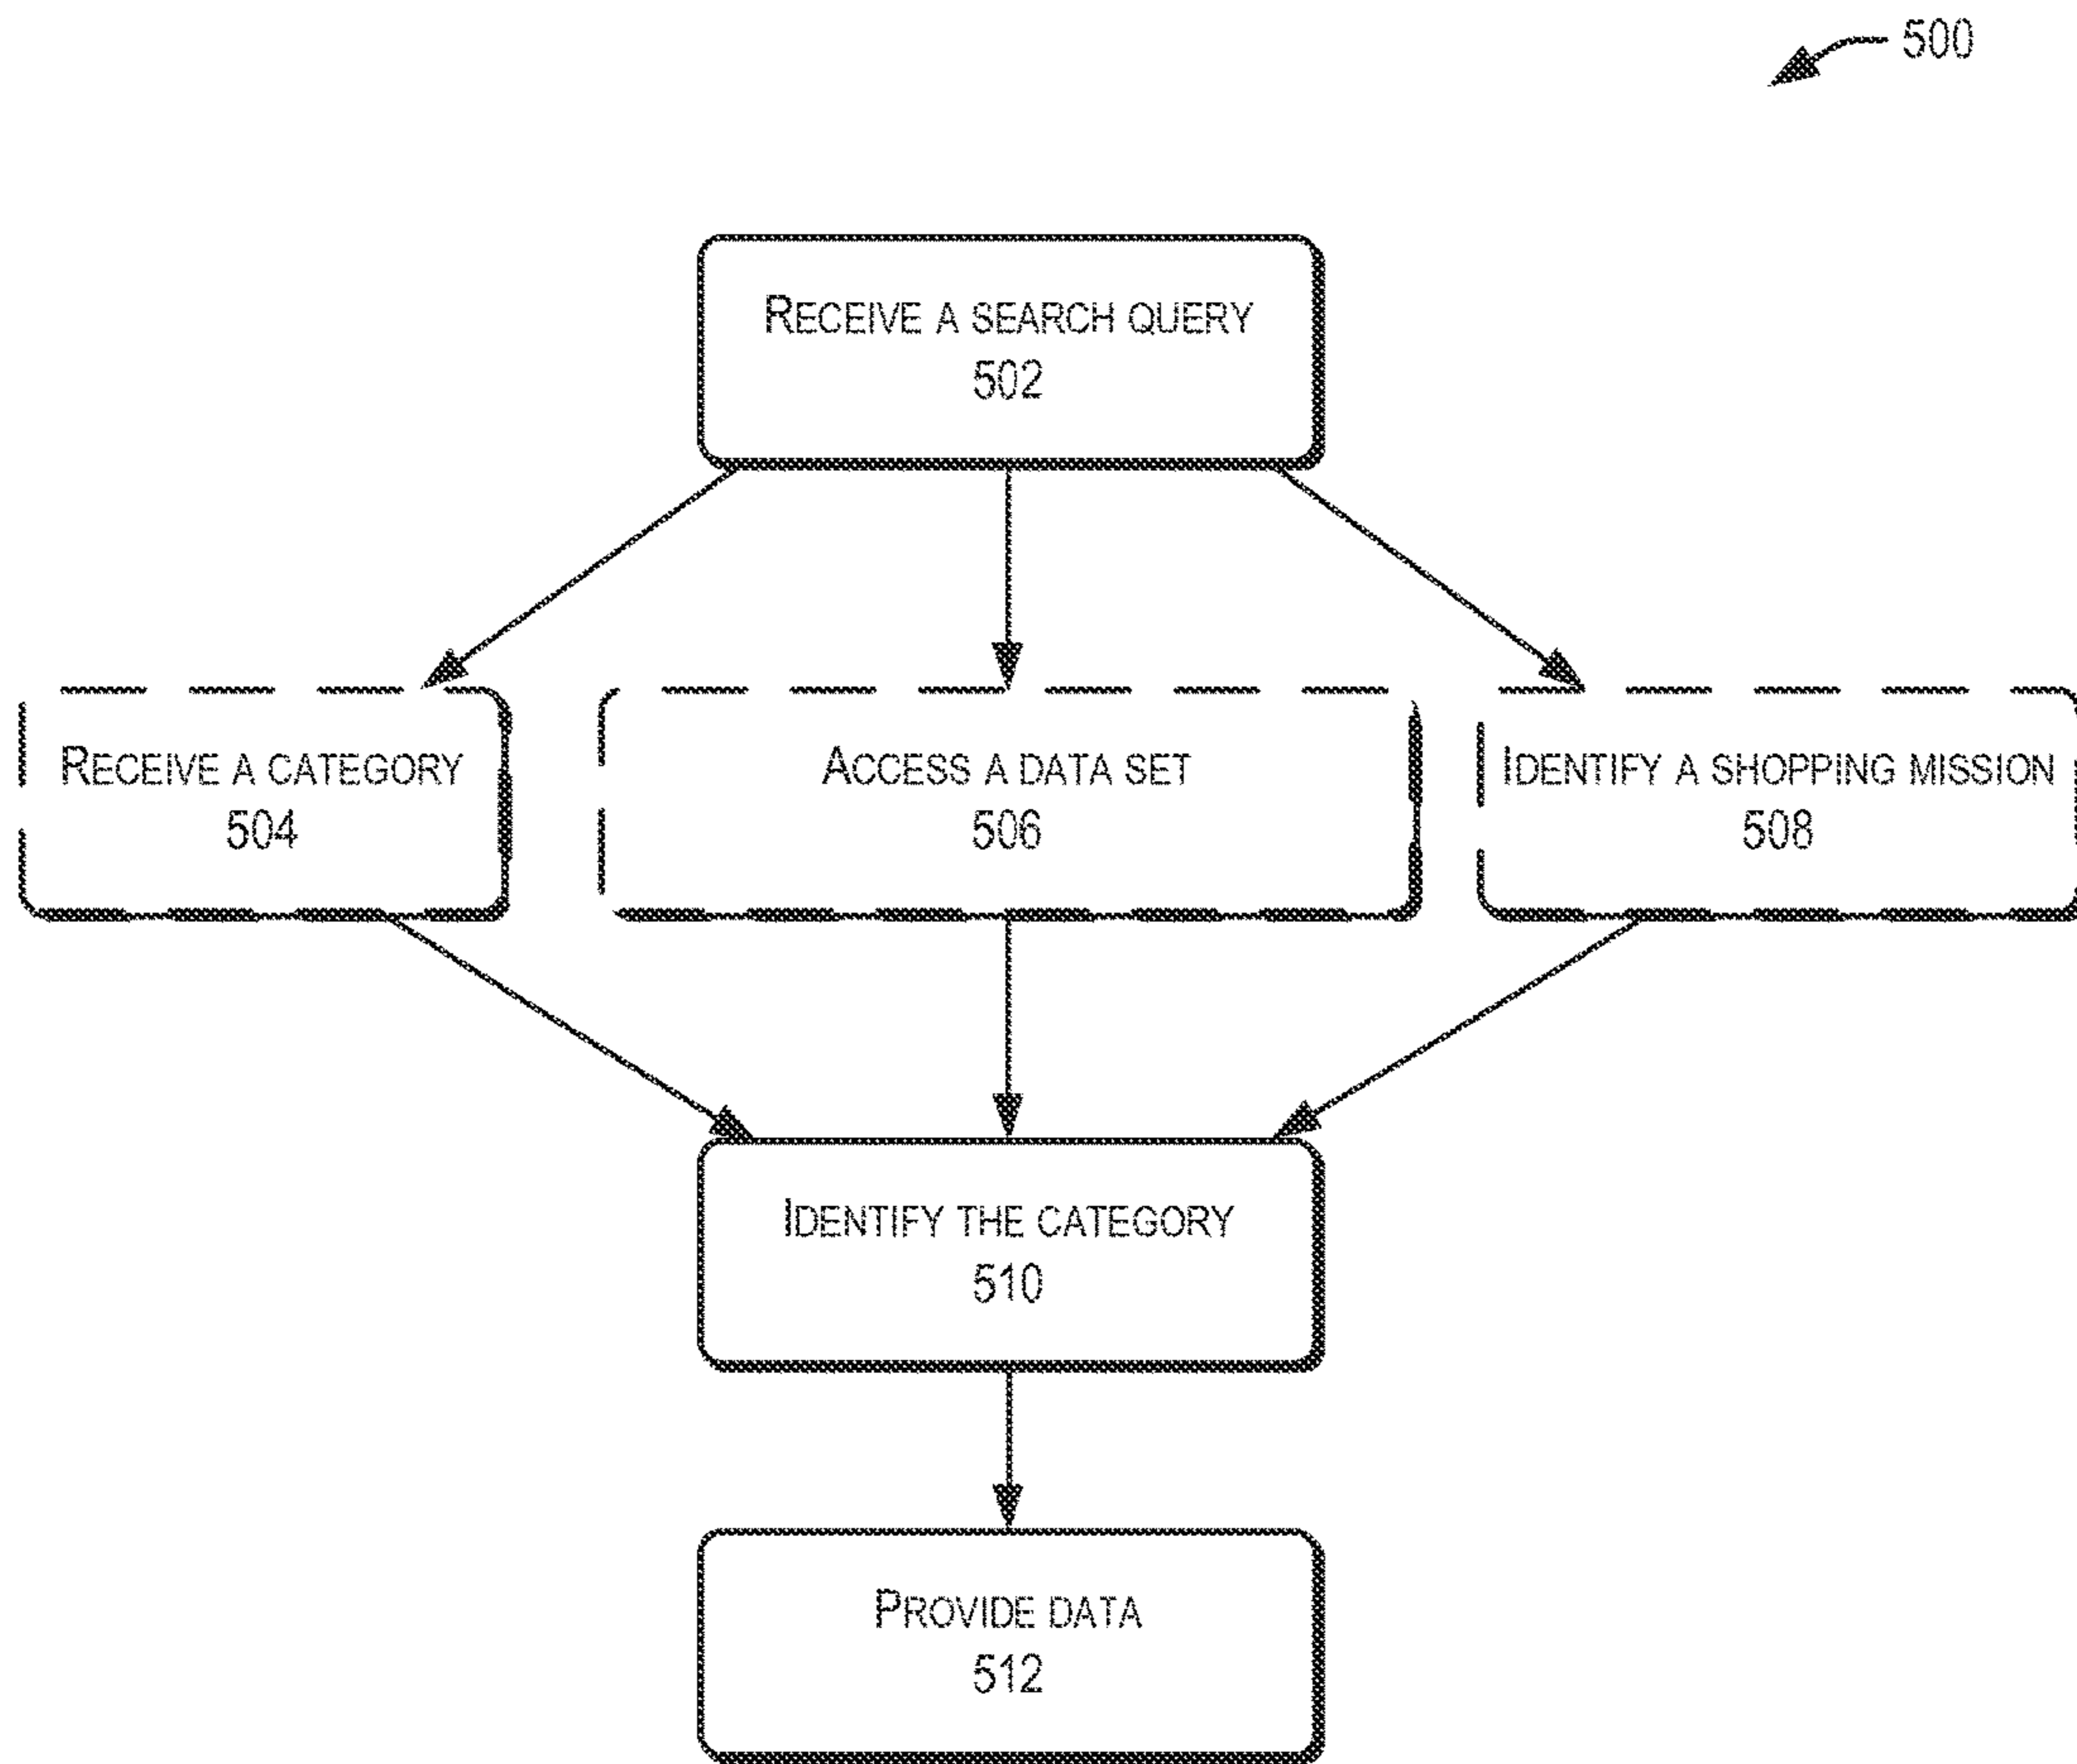 500
RECEIVE A SEARCH QUERY
502
RECEIVE A CATEGORY
504
ACCESS A DATA SET
506
IDENTIFY A SHOPPING MISSION
508
IDENTIFY THE CATEGORY
510
PROVIDE DATA
512